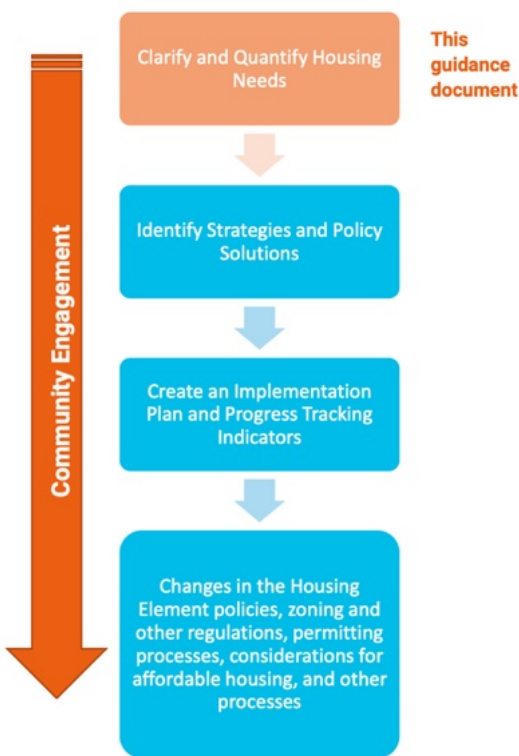 Clarify and Quantify Housing
Needs
This
guidance
document
Identify Strategies and Policy
Solutions
Community Engagement
Create an Implementation
Plan and Progress Tracking
Indicators
Changes in the Housing
Element policies, zoning and
other regulations, permitting
processes, considerations for
affordable housing, and other
processes